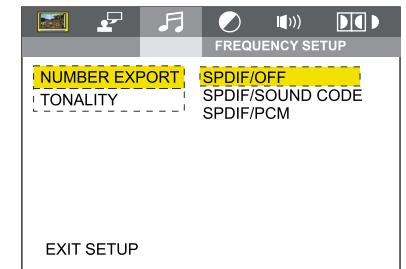 FREQUENCY SETUP
NUMBER EXPORT SPDIF/OFF
TONALITY SPDIF/SOUND CODE
SPDIF/PCM
EXIT SETUP